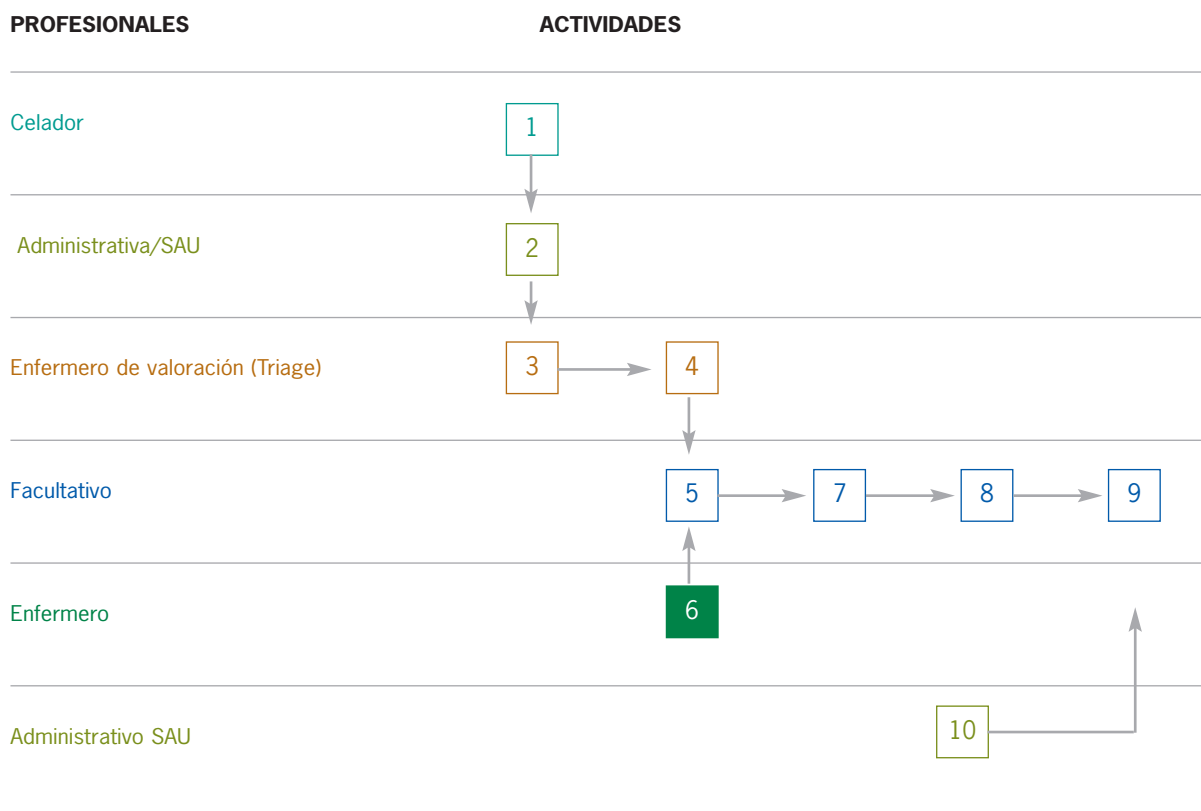 PROFESIONALES ACTIVIDADES
Celador 1
Administrativa/SAU 2
Enfermero de valoración (Triage) 3 4
Facultativo 5 7 8 9
Enfermero 6
Administrativo SAU 10